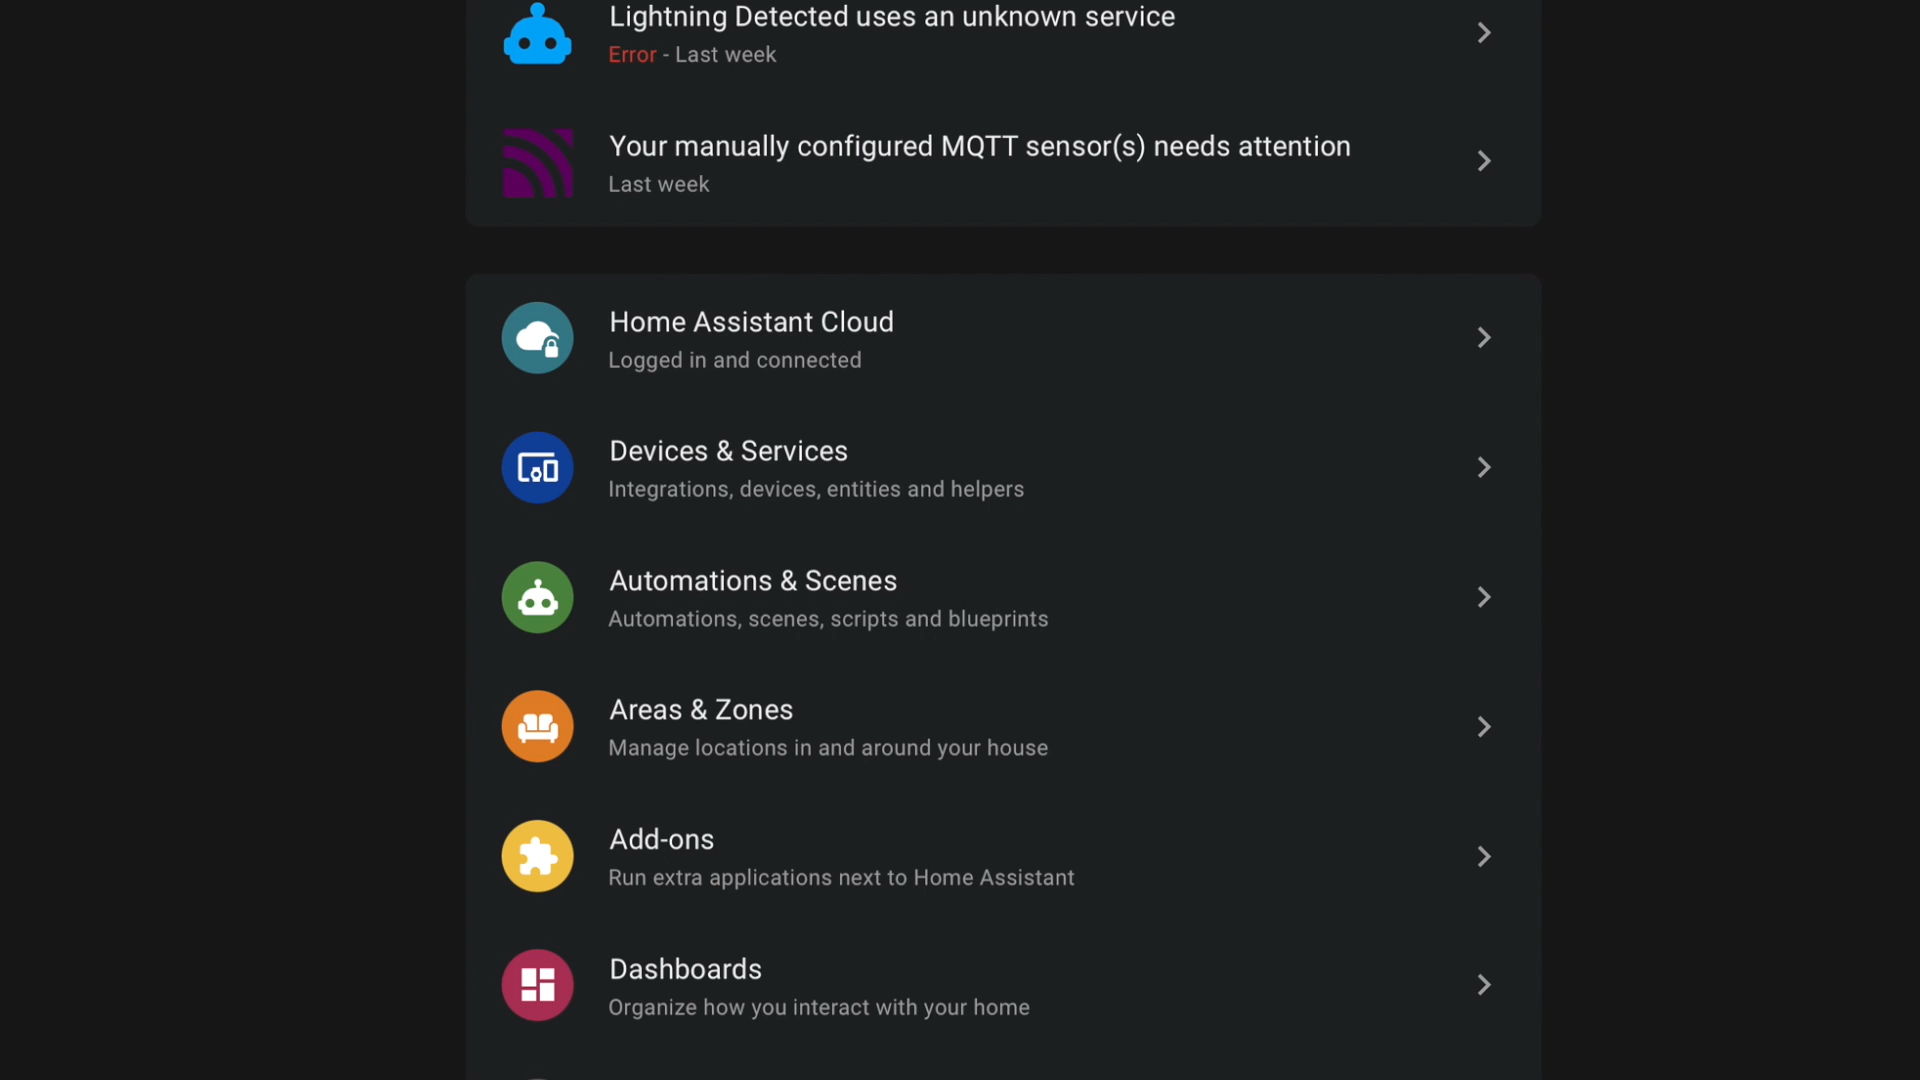 Lightning Detected uses an unknown service
Error - Last week
Your manually configured MQTT sensor(s) needs attention
Last week
Home Assistant Cloud
Logged in and connected
Devices & Services
Integrations, devices, entities and helpers
Automations & Scenes
Automations, scenes, scripts and blueprints
Areas & Zones
Manage locations in and around your house
Add-ons
Run extra applications next to Home Assistant
Dashboards
Organize how you interact with your home